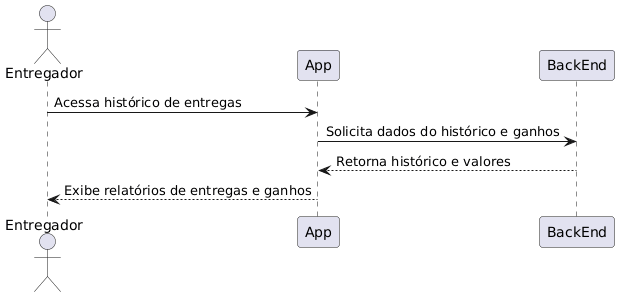 Entregador
App
BackEnd
Acessa histórico de entregas
Solicita dados do histórico e ganhos
Retorna histórico e valores
Exibe relatórios de entregas e ganhos
Entregador
App
BackEnd